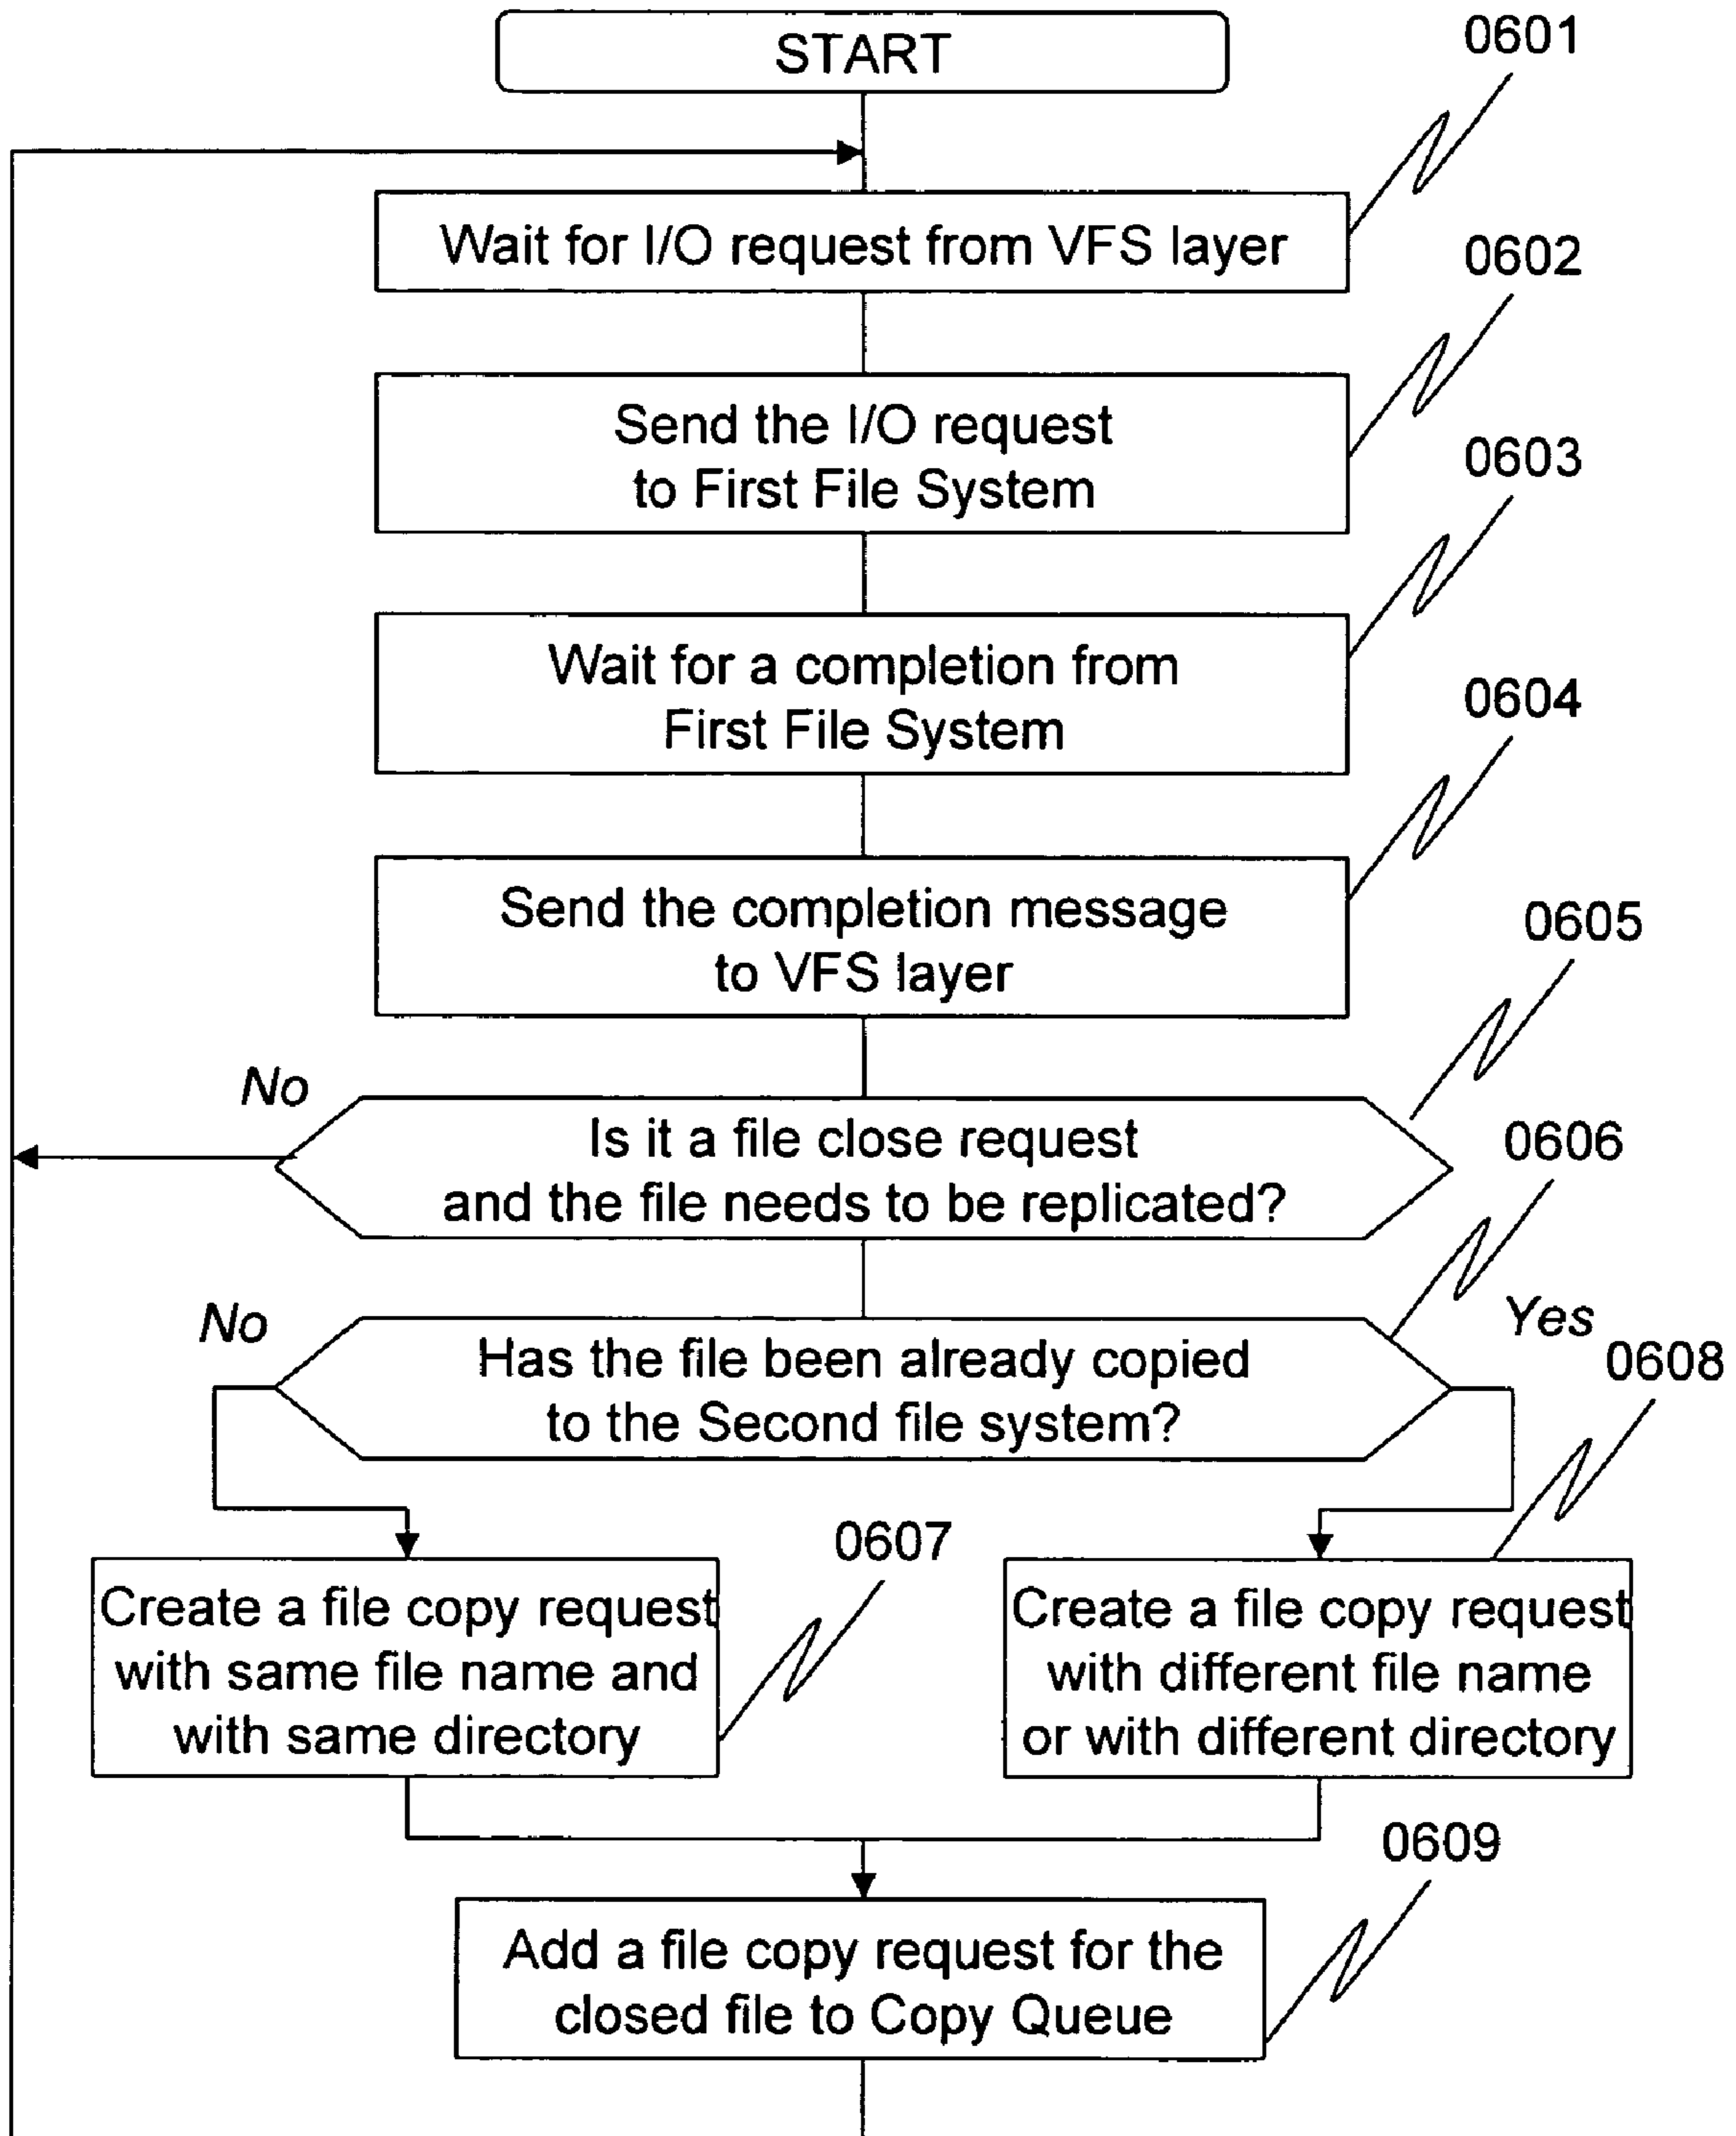 START
0601
Wait for I/O request from VFS layer
0602
Send the I/O request
to First File System
0603
Wait for a completion from
First File System
0604
Send the completion message
to VFS layer
0605
No
Is it a file close request
and the file needs to be replicated?
0606
No
Has the file been already copied
to the Second file system?
Yes
0608
0607
Create a file copy request
with same file name and
with same directory
Create a file copy request
with different file name
or with different directory
0609
Add a file copy request for the
closed file to Copy Queue